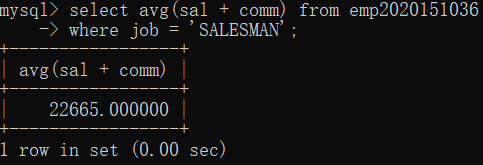 mysql> select avg(sal + comm) from emp2020151036
    -> where job = 'SALESMAN';
+-----------------+
| avg(sal + comm) |
+-----------------+
|    22665.000000 |
+-----------------+
1 row in set (0.00 sec)